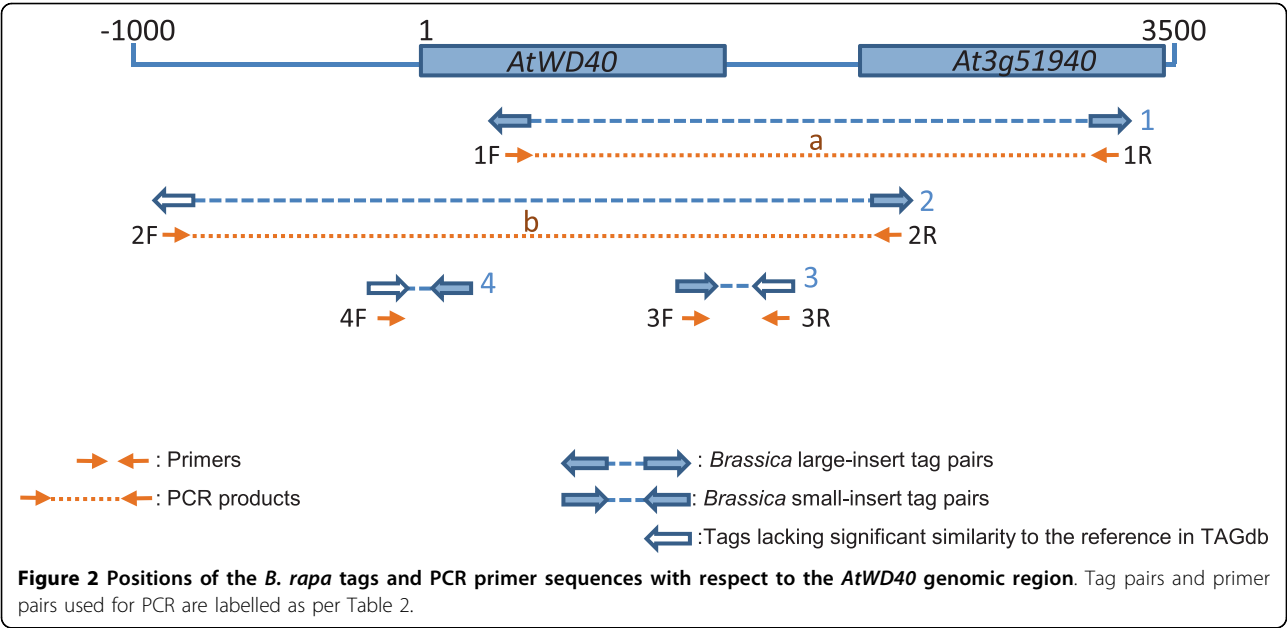 -1000 1 3500
AtWD40 At3g51940
1
a
1F 1R
2
b
2F 2R
4 3
4F 3F 3R
: Primers
: PCR products
: Brassica large-insert tag pairs
: Brassica small-insert tag pairs
:Tags lacking significant similarity to the reference in TAGdb
Figure 2 Positions of the B. rapa tags and PCR primer sequences with respect to the AtWD40 genomic region. Tag pairs and primer
pairs used for PCR are labelled as per Table 2.